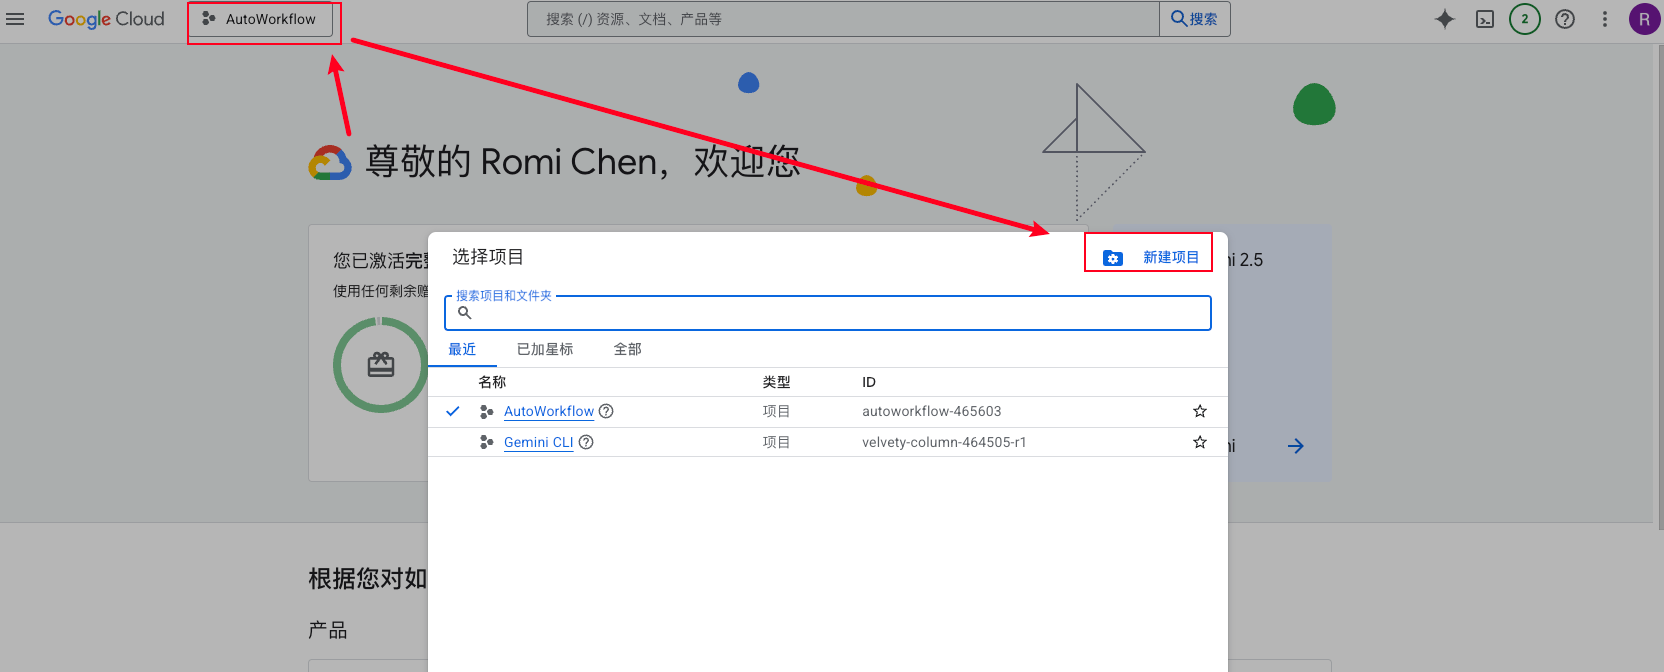 Google Cloud
AutoWorkflow
搜索 (/) 资源、文档、产品等
搜索
2
R
尊敬的 Romi Chen，欢迎您
您已激活完
使用任何剩余赠
选择项目
新建项目
ni 2.5
搜索项目和文件夹
最近 已加星标 全部
名称 类型 ID
AutoWorkflow 项目 autoworkflow-465603
Gemini CLI 项目 velvety-column-464505-r1
ni
根据您对如
产品